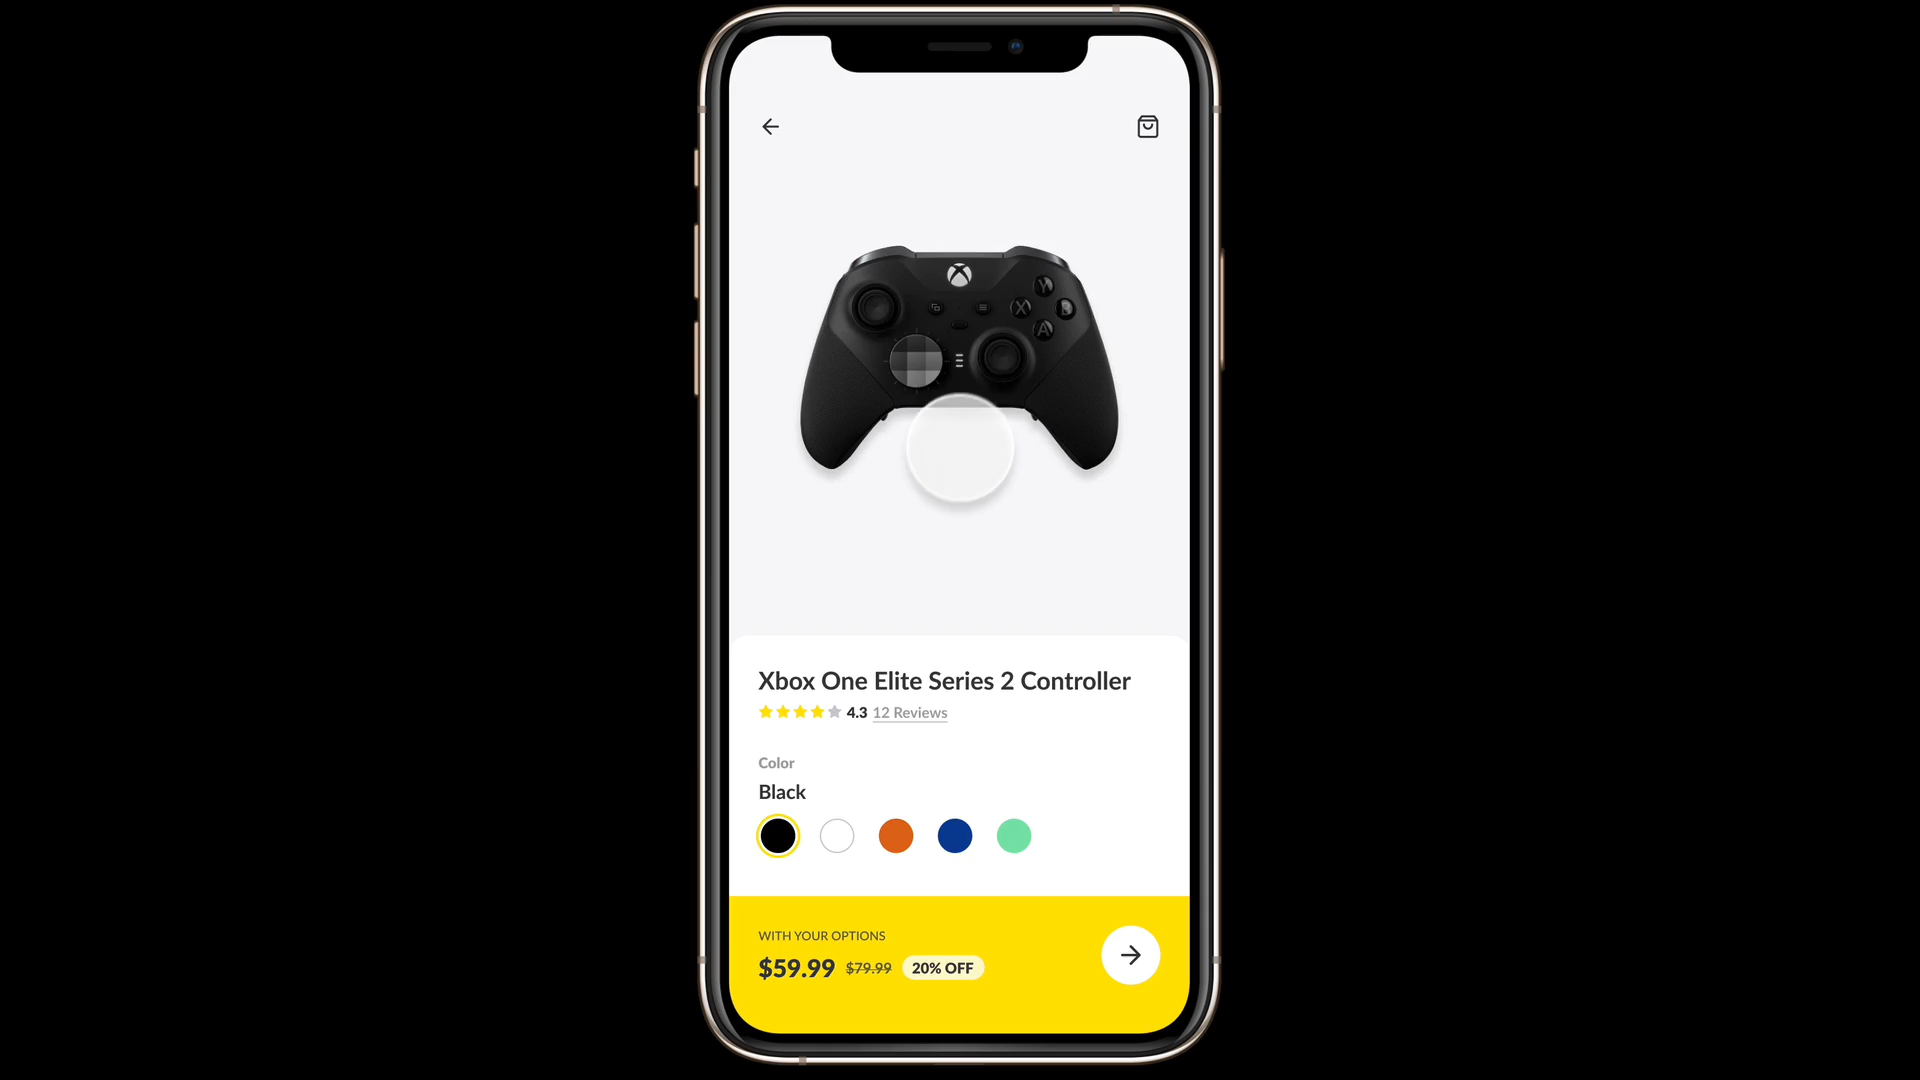 Y
X
B
A
Xbox One Elite Series 2 Controller
4.3 12 Reviews
Color
Black
WITH YOUR OPTIONS
$59.99 $79.99 20% OFF